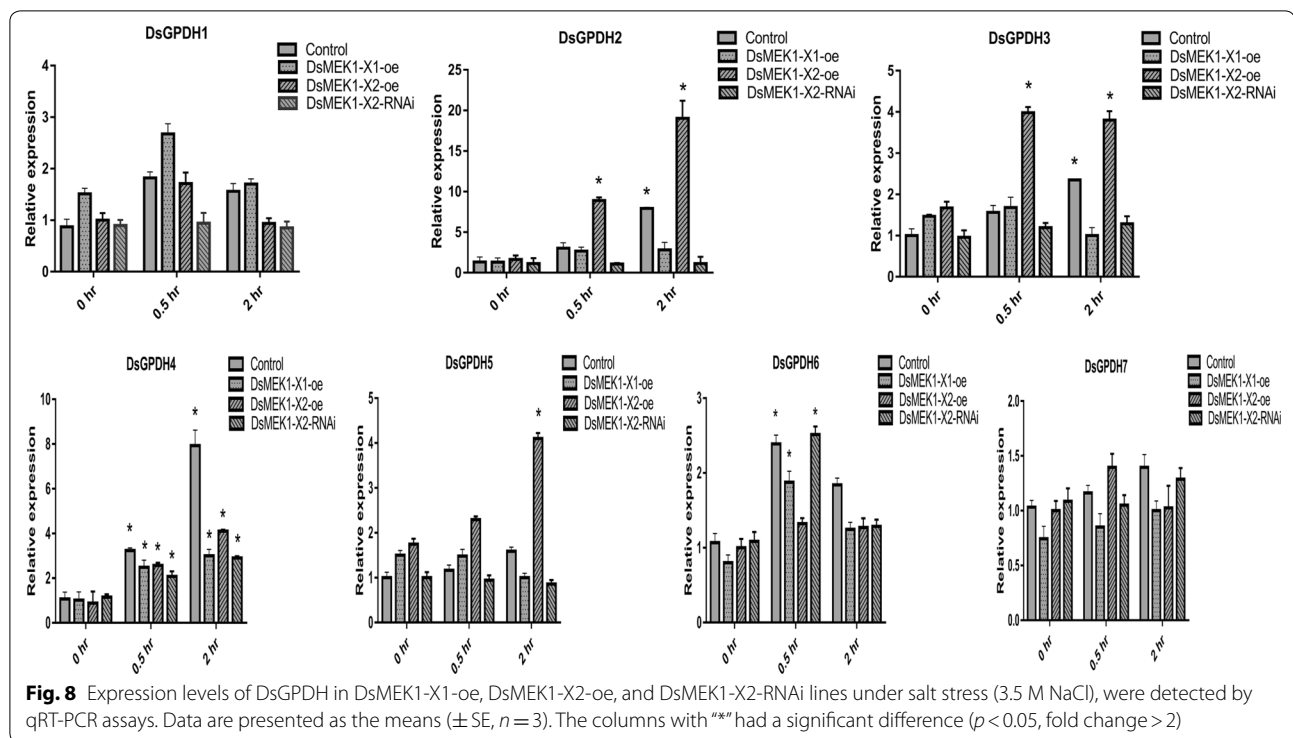 DsGPDH1
Control
DsMEK1-X1-oe
DsMEK1-X2-oe
DsMEK1-X2-RNAi
Relative expression
4
3
2
1
0
0 hr
0.5 hr
2 hr
DsGPDH2
Control
DsMEK1-X1-oe
DsMEK1-X2-oe
DsMEK1-X2-RNAi
Relative expression
25
20
15
10
5
0
*
*
*
0 hr
0.5 hr
2 hr
DsGPDH3
Control
DsMEK1-X1-oe
DsMEK1-X2-oe
DsMEK1-X2-RNAi
Relative expression
5
4
3
2
1
0
*
*
*
0 hr
0.5 hr
2 hr
DsGPDH4
Control
DsMEK1-X1-oe
DsMEK1-X2-oe
DsMEK1-X2-RNAi
Relative expression
10
8
6
4
2
0
*
*
*
*
*
*
*
*
0 hr
0.5 hr
2 hr
DsGPDH5
Control
DsMEK1-X1-oe
DsMEK1-X2-oe
DsMEK1-X2-RNAi
Relative expression
5
4
3
2
1
0
*
0 hr
0.5 hr
2 hr
DsGPDH6
Control
DsMEK1-X1-oe
DsMEK1-X2-oe
DsMEK1-X2-RNAi
Relative expression
3
2
1
0
*
*
*
0 hr
0.5 hr
2 hr
DsGPDH7
Control
DsMEK1-X1-oe
DsMEK1-X2-oe
DsMEK1-X2-RNAi
Relative expression
2.0
1.5
1.0
0.5
0.0
0 hr
0.5 hr
2 hr
Fig. 8 Expression levels of DsGPDH in DsMEK1-X1-oe, DsMEK1-X2-oe, and DsMEK1-X2-RNAi lines under salt stress (3.5 M NaCl), were detected by
qRT-PCR assays. Data are presented as the means (± SE, n = 3). The columns with “*” had a significant difference (p < 0.05, fold change > 2)